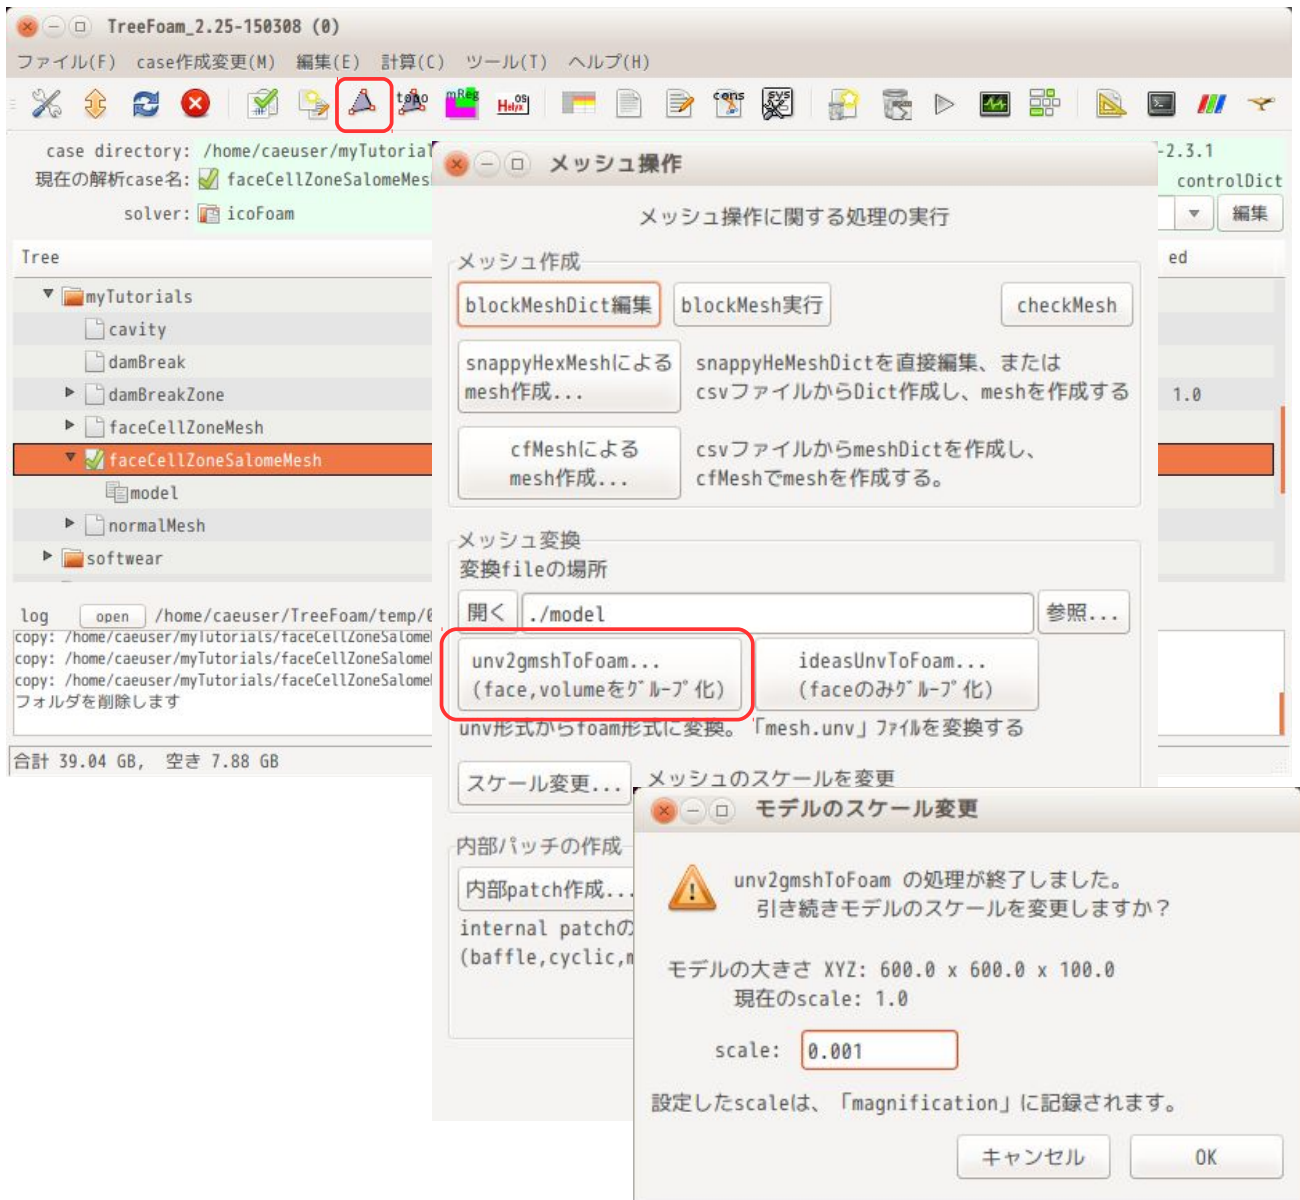 TreeFoam_2.25-150308 (0)
ファイル(F) case作成変更(M) 編集(E) 計算(C) ツール(T) ヘルプ(H)
topo mReg Helyx OS cons sys
case directory: /home/caeuser/myTutorial
-2.3.1
現在の解析case名: faceCellZoneSalomeMes
controlDict
solver: icoFoam
編集
Tree
ed
myTutorials
cavity
damBreak
damBreakZone
1.0
faceCellZoneMesh
faceCellZoneSalomeMesh
model
normalMesh
softwear
log open /home/caeuser/TreeFoam/temp/
copy: /home/caeuser/myTutorials/faceCellZoneSalome
copy: /home/caeuser/myTutorials/faceCellZoneSalome
copy: /home/caeuser/myTutorials/faceCellZoneSalome
フォルダを削除します
合計 39.04 GB, 空き 7.88 GB
メッシュ操作
メッシュ操作に関する処理の実行
メッシュ作成
blockMeshDict編集 blockMesh実行 checkMesh
snappyHexMeshによる
mesh作成...
snappyHeMeshDictを直接編集、または
csvファイルからDict作成し、meshを作成する
cfMeshによる
mesh作成...
csvファイルからmeshDictを作成し、
cfMeshでmeshを作成する。
メッシュ変換
変換fileの場所
開く ./model 参照...
unv2gmshToFoam...
(face,volumeをｸﾞﾙｰﾌﾟ化)
ideasUnvToFoam...
(faceのみｸﾞﾙｰﾌﾟ化)
unv形式からfoam形式に変換。「mesh.unv」ﾌｧｲﾙを変換する
スケール変更... メッシュのスケールを変更
内部パッチの作成
内部patch作成...
internal patchの
(baffle,cyclic,m
モデルのスケール変更
unv2gmshToFoam の処理が終了しました。
引き続きモデルのスケールを変更しますか？
モデルの大きさ XYZ: 600.0 x 600.0 x 100.0
現在のscale: 1.0
scale: 0.001
設定したscaleは、「magnification」に記録されます。
キャンセル OK